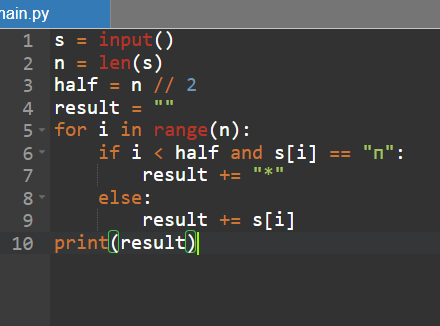 main.py
1 s = input()
2 n = len(s)
3 half = n // 2
4 result = ""
5 for i in range(n):
6     if i < half and s[i] == "п":
7         result += "*"
8     else:
9         result += s[i]
10 print(result)